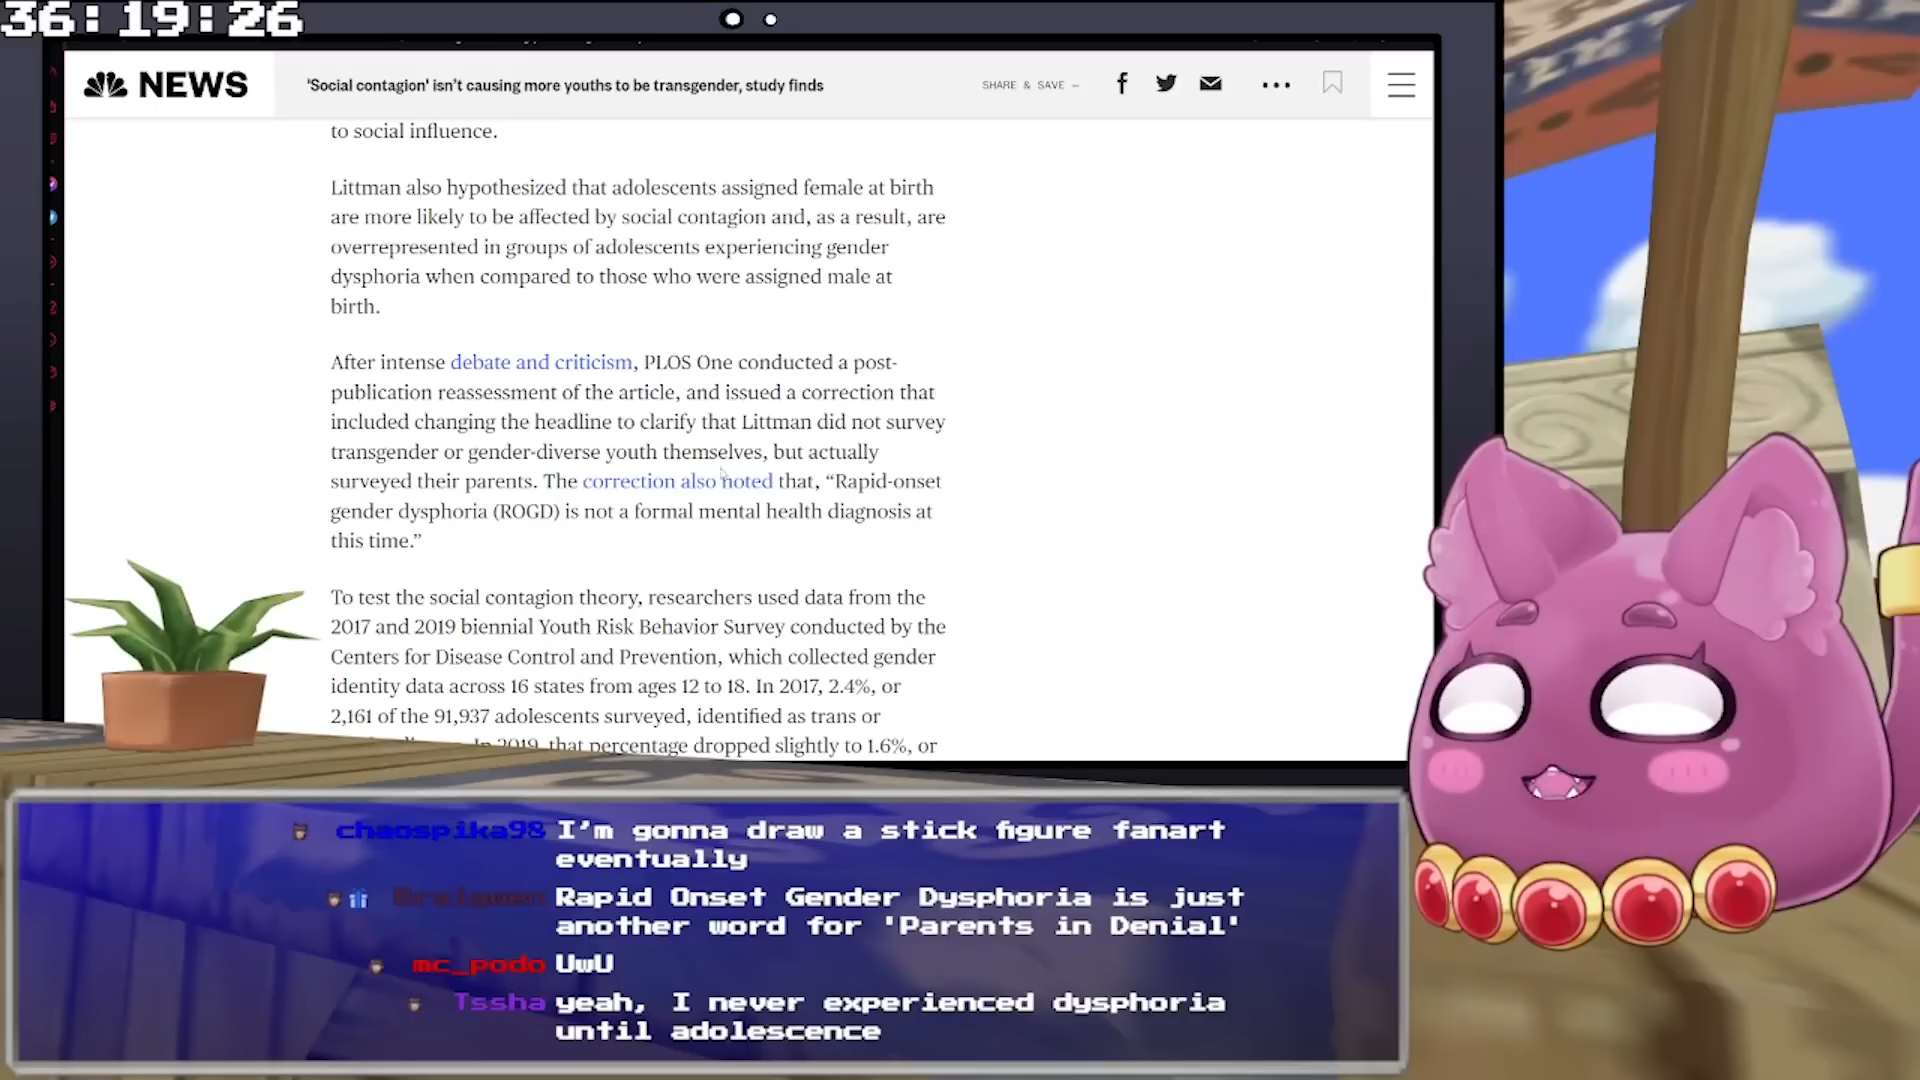 36:19:26
NEWS
'Social contagion' isn't causing more youths to be transgender, study finds
SHARE & SAVE —
to social influence.
Littman also hypothesized that adolescents assigned female at birth
are more likely to be affected by social contagion and, as a result, are
overrepresented in groups of adolescents experiencing gender
dysphoria when compared to those who were assigned male at
birth.
After intense debate and criticism, PLOS One conducted a post-
publication reassessment of the article, and issued a correction that
included changing the headline to clarify that Littman did not survey
transgender or gender-diverse youth themselves, but actually
surveyed their parents. The correction also noted that, “Rapid-onset
gender dysphoria (ROGD) is not a formal mental health diagnosis at
this time.”
To test the social contagion theory, researchers used data from the
2017 and 2019 biennial Youth Risk Behavior Survey conducted by the
Centers for Disease Control and Prevention, which collected gender
identity data across 16 states from ages 12 to 18. In 2017, 2.4%, or
2,161 of the 91,937 adolescents surveyed, identified as trans or
In 2019, that percentage dropped slightly to 1.6%, or
chaospika98 I'm gonna draw a stick figure fanart
eventually
Rapid Onset Gender Dysphoria is just
another word for 'Parents in Denial'
mc_podo UwU
Tssha yeah, I never experienced dysphoria
until adolescence